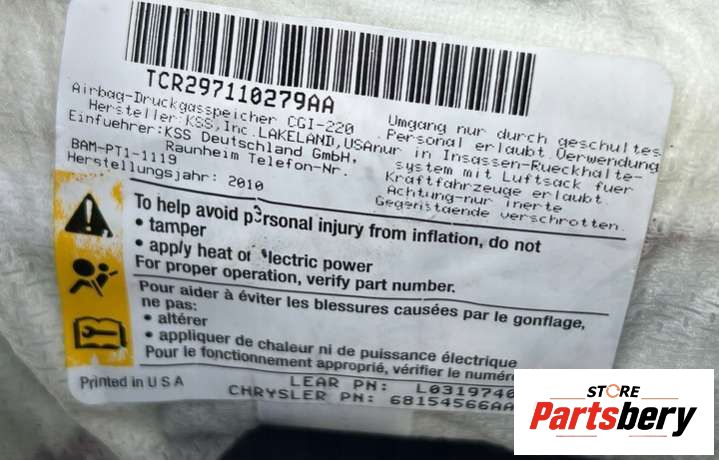 TCR297110279AA
Airbag-Druckgasspeicher CGI-220
Hersteller:KSS,Inc.LAKELAND,USA
Einfuehrer:KSS Deutschland GmbH,
Raunheim Telefon-Nr.
BAM-PT1-1119
Herstellungsjahr: 2010
Umgang nur durch geschultes
Personal erlaubt.Verwendung
nur in Insassen-Rueckhalte-
system mit Luftsack fuer
Kraftfahrzeuge erlaubt.
Achtung-nur inerte
Gegenstaende verschrotten.
To help avoid personal injury from inflation, do not
• tamper
• apply heat or electric power
For proper operation, verify part number.
Pour aider à éviter les blessures causées par le gonflage,
ne pas:
• altérer
• appliquer de chaleur ni de puissance électrique
Pour le fonctionnement approprié, vérifier le numéro
Printed in U S A
LEAR PN: L0319740
CHRYSLER PN: 68154566AA
STORE
Partsbery